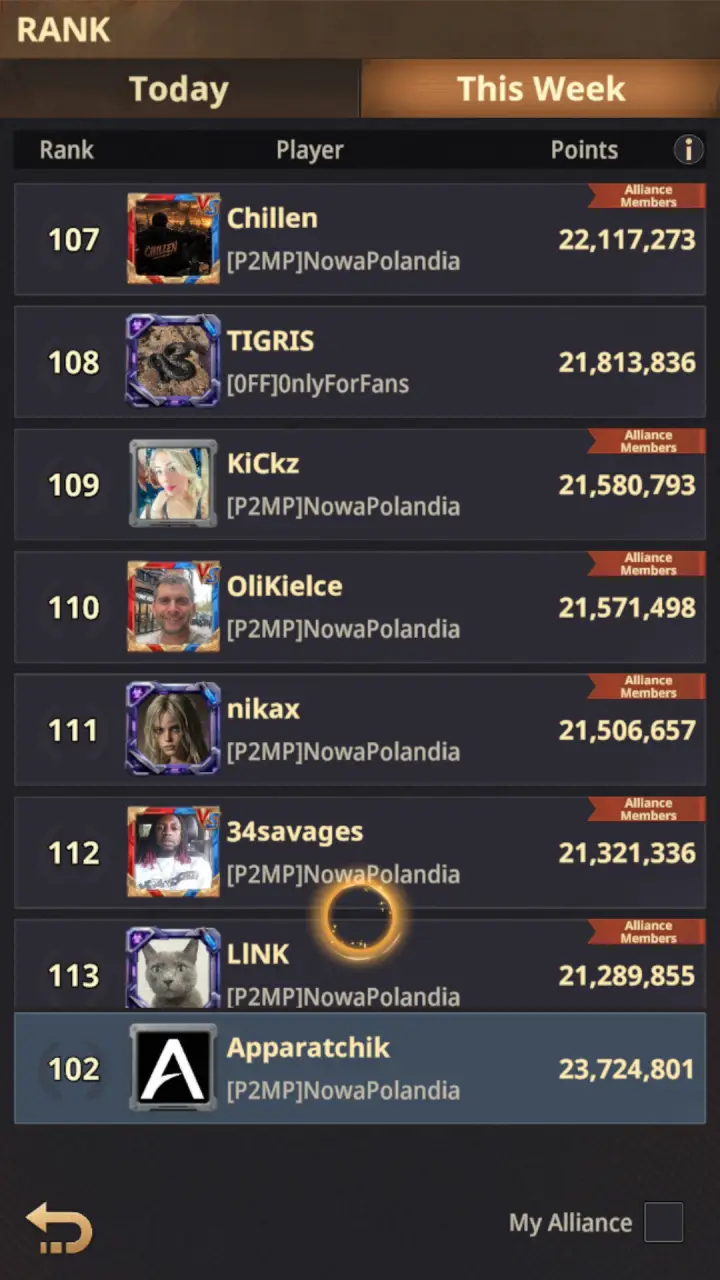 RANK
Today
This Week
Rank
Player
Points
i
Alliance
Members
107
CHILLEN
VS
Chillen
[P2MP]NowaPolandia
22,117,273
108
TIGRIS
[0FF]0nlyForFans
21,813,836
Alliance
Members
109
KiCkz
[P2MP]NowaPolandia
21,580,793
Alliance
Members
110
VS
OliKielce
[P2MP]NowaPolandia
21,571,498
Alliance
Members
111
nikax
[P2MP]NowaPolandia
21,506,657
Alliance
Members
112
VS
34savages
[P2MP]NowaPolandia
21,321,336
Alliance
Members
113
LINK
[P2MP]NowaPolandia
21,289,855
102
A
Apparatchik
[P2MP]NowaPolandia
23,724,801
My Alliance